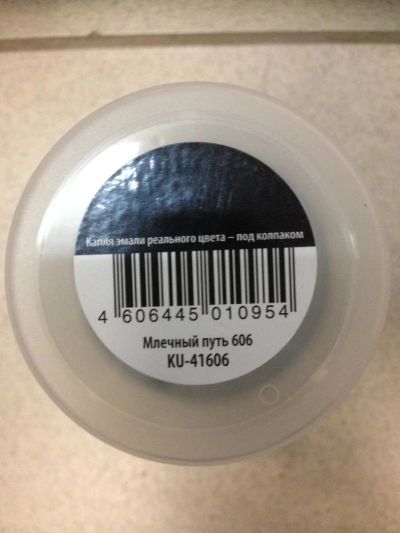 Капля эмали реального цвета – под колпаком
4 606445 010954
Млечный путь 606
KU-41606